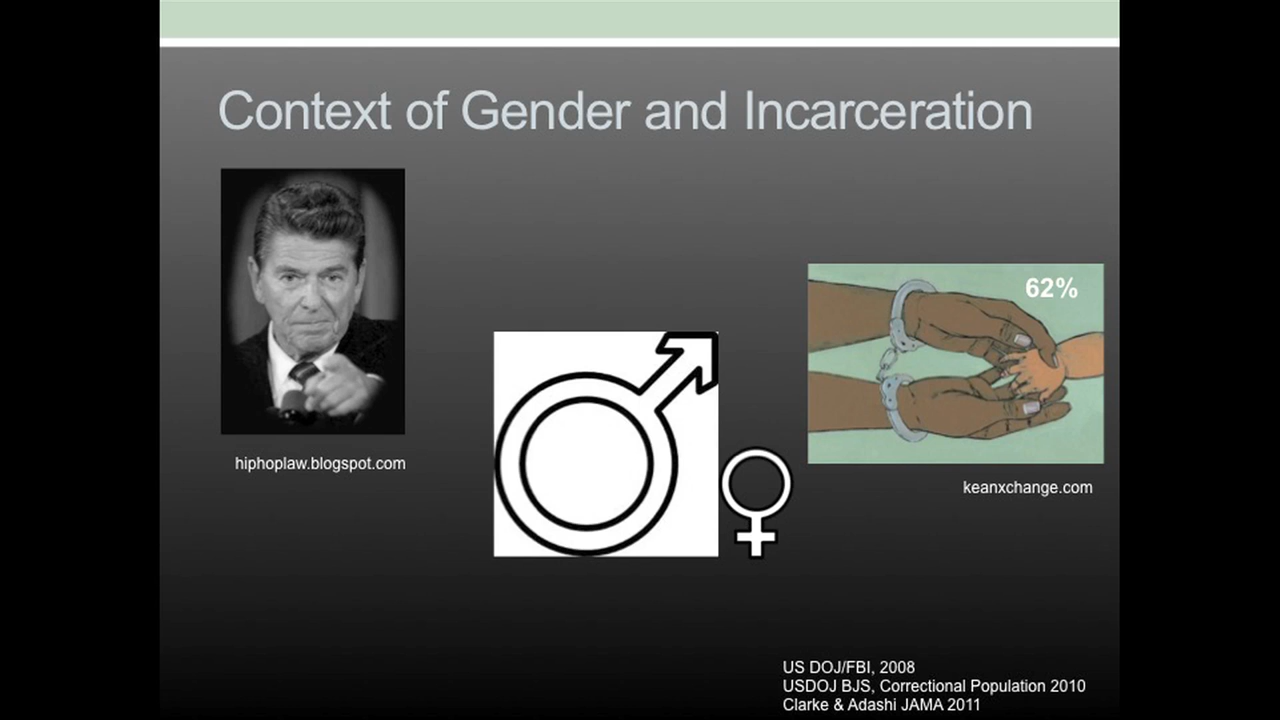 Context of Gender and Incarceration
62%
hiphoplaw.blogspot.com
keanxchange.com
US DOJ/FBI, 2008
USDOJ BJS, Correctional Population 2010
Clarke & Adashi JAMA 2011